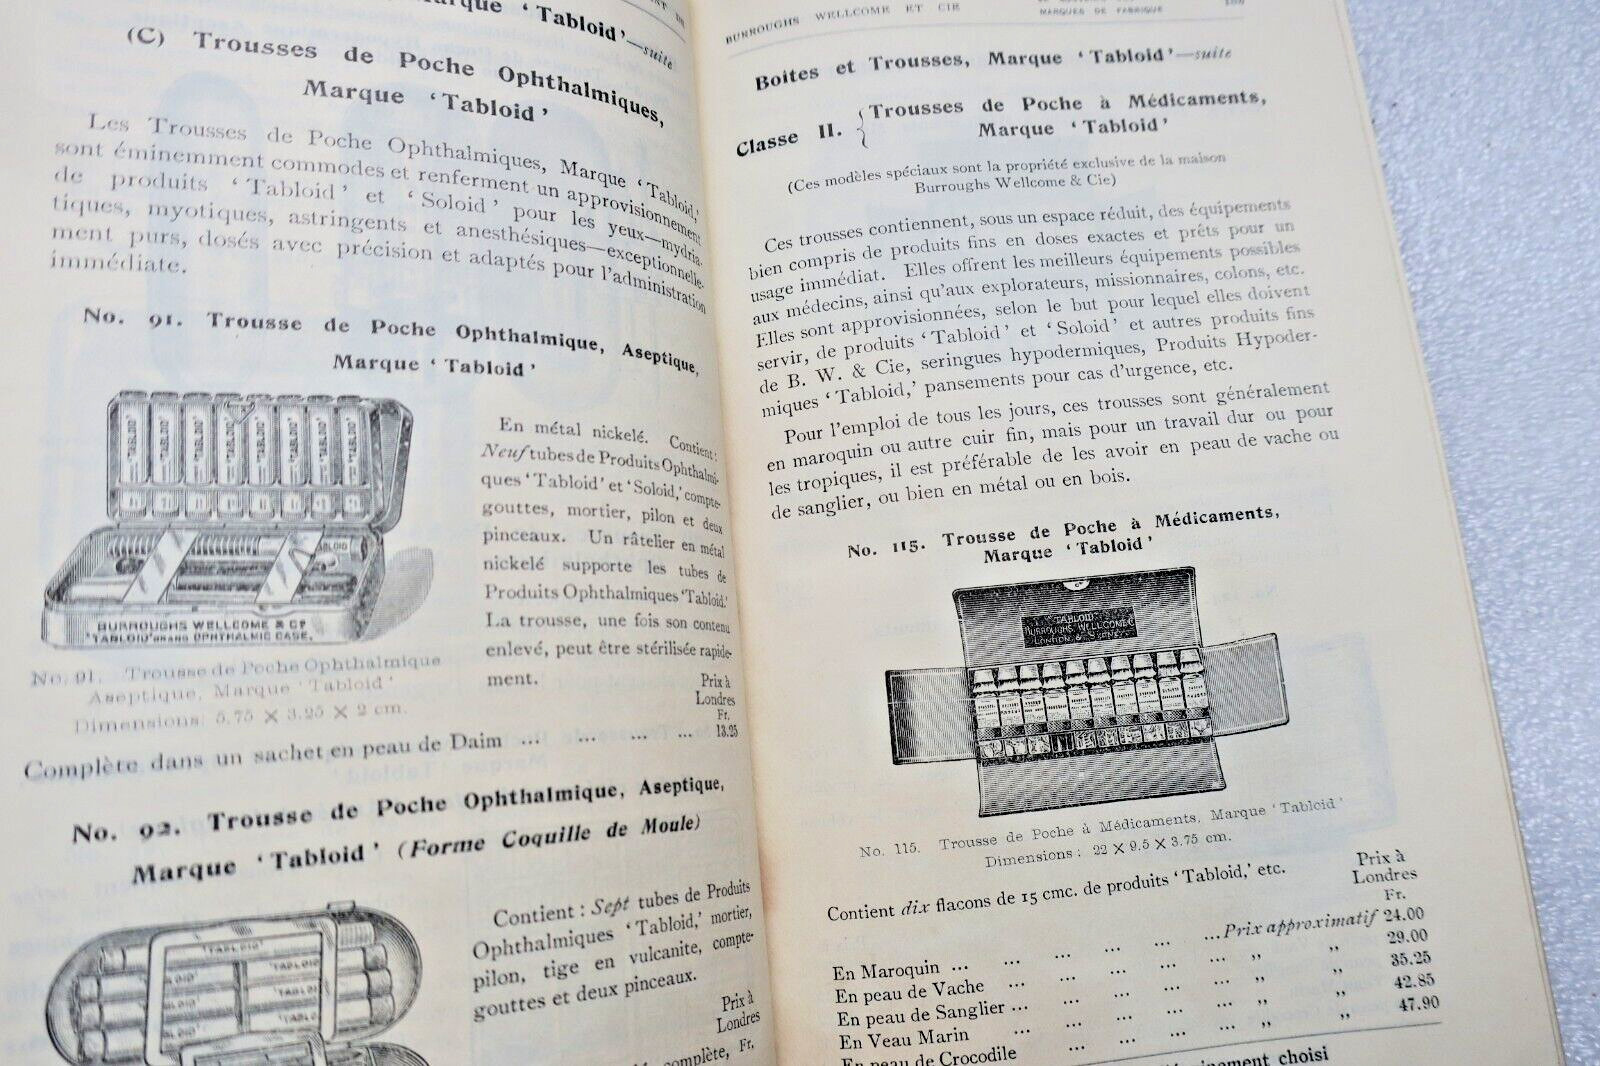 Marque 'Tabloid'—suite
(C) Trousses de Poche Ophthalmiques,
Marque 'Tabloid'
Les Trousses de Poche Ophthalmiques, Marque 'Tabloid,'
sont éminemment commodes et renferment un approvisionnement
de produits 'Tabloid' et 'Soloid' pour les yeux—mydria-
tiques, myotiques, astringents et anesthésiques—exceptionnelle-
ment purs, dosés avec précision et adaptés pour l'administration
immédiate.
No. 91. Trousse de Poche Ophthalmique, Aseptique,
Marque 'Tabloid'
TABLOID
BURROUGHS WELLCOME & Co.
'TABLOID' BRAND OPHTHALMIC CASE.
En métal nickelé. Contient:
Neuf tubes de Produits Ophthalmi-
ques 'Tabloid' et 'Soloid,' compte-
gouttes, mortier, pilon et deux
pinceaux. Un râtelier en métal
nickelé supporte les tubes de
Produits Ophthalmiques 'Tabloid.'
La trousse, une fois son contenu
enlevé, peut être stérilisée rapide-
ment.
No. 91. Trousse de Poche Ophthalmique
Aseptique, Marque 'Tabloid'
Dimensions: 5.75 × 3.25 × 2 cm.
Prix à
Londres
Fr.
Complète dans un sachet en peau de Daim ... ... ... ... 13.25
No. 92. Trousse de Poche Ophthalmique, Aseptique,
Marque 'Tabloid' (Forme Coquille de Moule)
'TABLOID'
TABLOID
Contient: Sept tubes de Produits
Ophthalmiques 'Tabloid,' mortier,
pilon, tige en vulcanite, compte-
gouttes et deux pinceaux.
Prix à
Londres
complète, Fr.
BURROUGHS WELLCOME ET CIE
MARQUES DE FABRIQUE
Boites et Trousses, Marque 'Tabloid'—suite
Classe II. { Trousses de Poche à Médicaments,
Marque 'Tabloid'
(Ces modèles spéciaux sont la propriété exclusive de la maison
Burroughs Wellcome & Cie)
Ces trousses contiennent, sous un espace réduit, des équipements
bien compris de produits fins en doses exactes et prêts pour un
usage immédiat. Elles offrent les meilleurs équipements possibles
aux médecins, ainsi qu'aux explorateurs, missionnaires, colons, etc.
Elles sont approvisionnées, selon le but pour lequel elles doivent
servir, de produits 'Tabloid' et 'Soloid' et autres produits fins
de B. W. & Cie, seringues hypodermiques, Produits Hypoder-
miques 'Tabloid,' pansements pour cas d'urgence, etc.
Pour l'emploi de tous les jours, ces trousses sont généralement
en maroquin ou autre cuir fin, mais pour un travail dur ou pour
les tropiques, il est préférable de les avoir en peau de vache ou
de sanglier, ou bien en métal ou en bois.
No. 115. Trousse de Poche à Médicaments,
Marque 'Tabloid'
TABLOID
BURROUGHS, WELLCOME &
LONDON & SYDNEY
No. 115. Trousse de Poche à Médicaments, Marque 'Tabloid'
Dimensions: 22 × 9.5 × 3.75 cm.
Contient dix flacons de 15 cmc. de produits 'Tabloid,' etc.
Prix à
Londres
Fr.
En Maroquin ... ... ... ... ... ...Prix approximatif 24.00
En peau de Vache ... ... ... ... ... „ „ 29.00
En peau de Sanglier ... ... ... ... ... „ „ 35.25
En Veau Marin ... ... ... ... ... „ „ 42.85
En peau de Crocodile ... ... ... ... „ „ 47.90
choisi